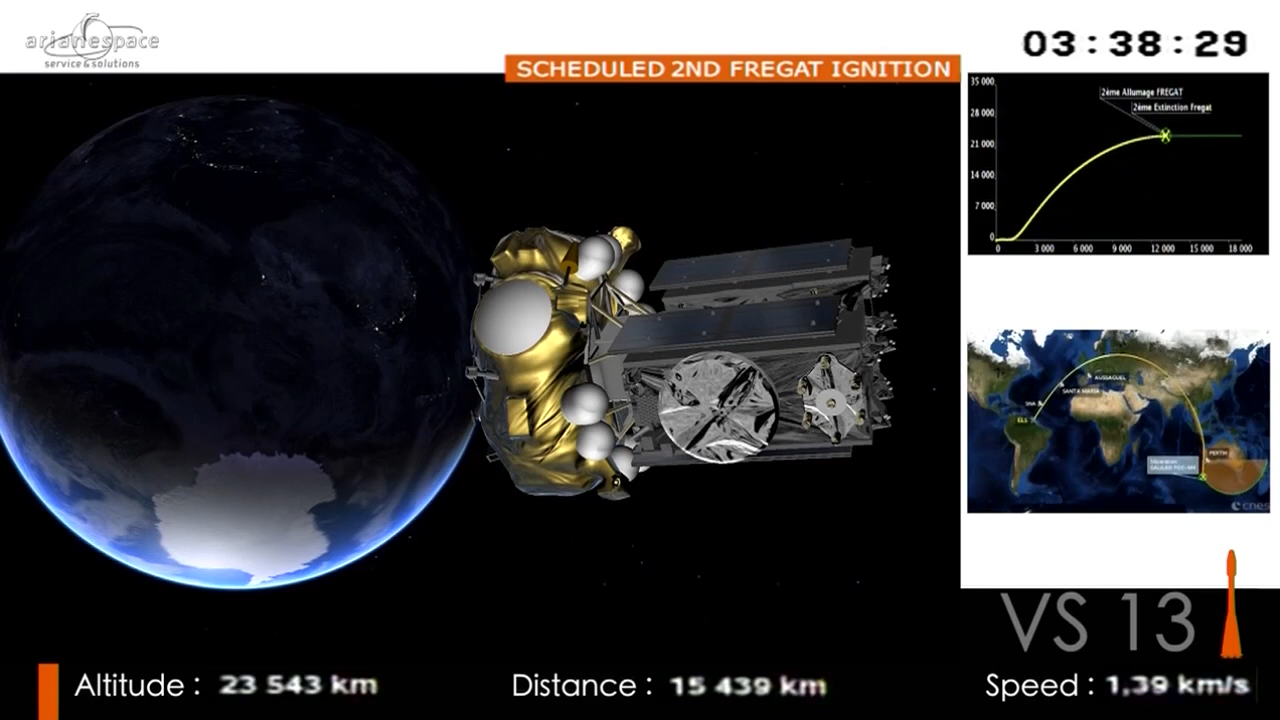 arianespace
service & solutions
03:38:29
SCHEDULED 2ND FREGAT IGNITION
35 000
2ème Allumage FREGAT
2ème Extinction Fregat
28 000
21 000
14 000
7 000
0
0 3 000 6 000 9 000 12 000 15 000 18 000
AUSSAGUEL
SANTA MARIA
PERTH
cnes
VS 13
Altitude : 23 543 km
Distance : 15 439 km
Speed : 1,39 km/s